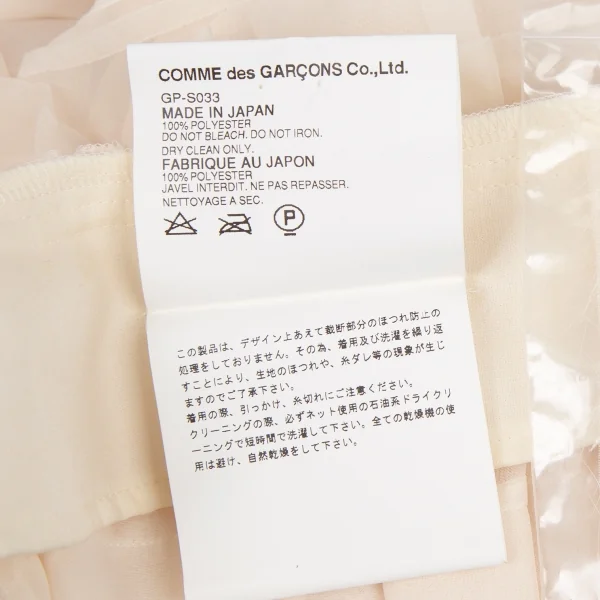 COMME des GARÇONS Co.,Ltd.
GP-S033
MADE IN JAPAN
100% POLYESTER
DO NOT BLEACH. DO NOT IRON.
DRY CLEAN ONLY.
FABRIQUE AU JAPON
100% POLYESTER
JAVEL INTERDIT. NE PAS REPASSER.
NETTOYAGE A SEC.
P
この製品は、デザイン上あえて裁断部分のほつれ防止の
処理をしておりません。その為、着用及び洗濯を繰り返
すことにより、生地のほつれや、糸ダレ等の現象が生じ
ますのでご了承下さい。
着用の際、引っかけ、糸切れにご注意ください。
クリーニングの際、必ずネット使用の石油系ドライクリ
ーニングで短時間で洗濯して下さい。全ての乾燥機の使
用は避け、自然乾燥をして下さい。